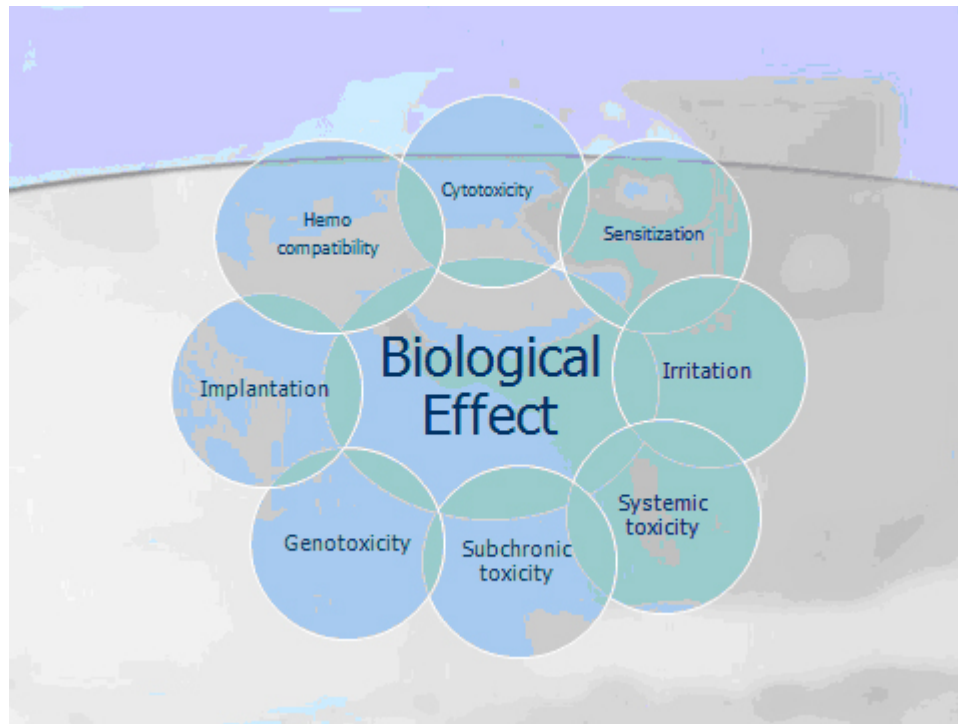 Cytotoxicity
Sensitization
Irritation
Systemic
toxicity
Subchronic
toxicity
Genotoxicity
Implantation
Hemo
compatibility
Biological
Effect